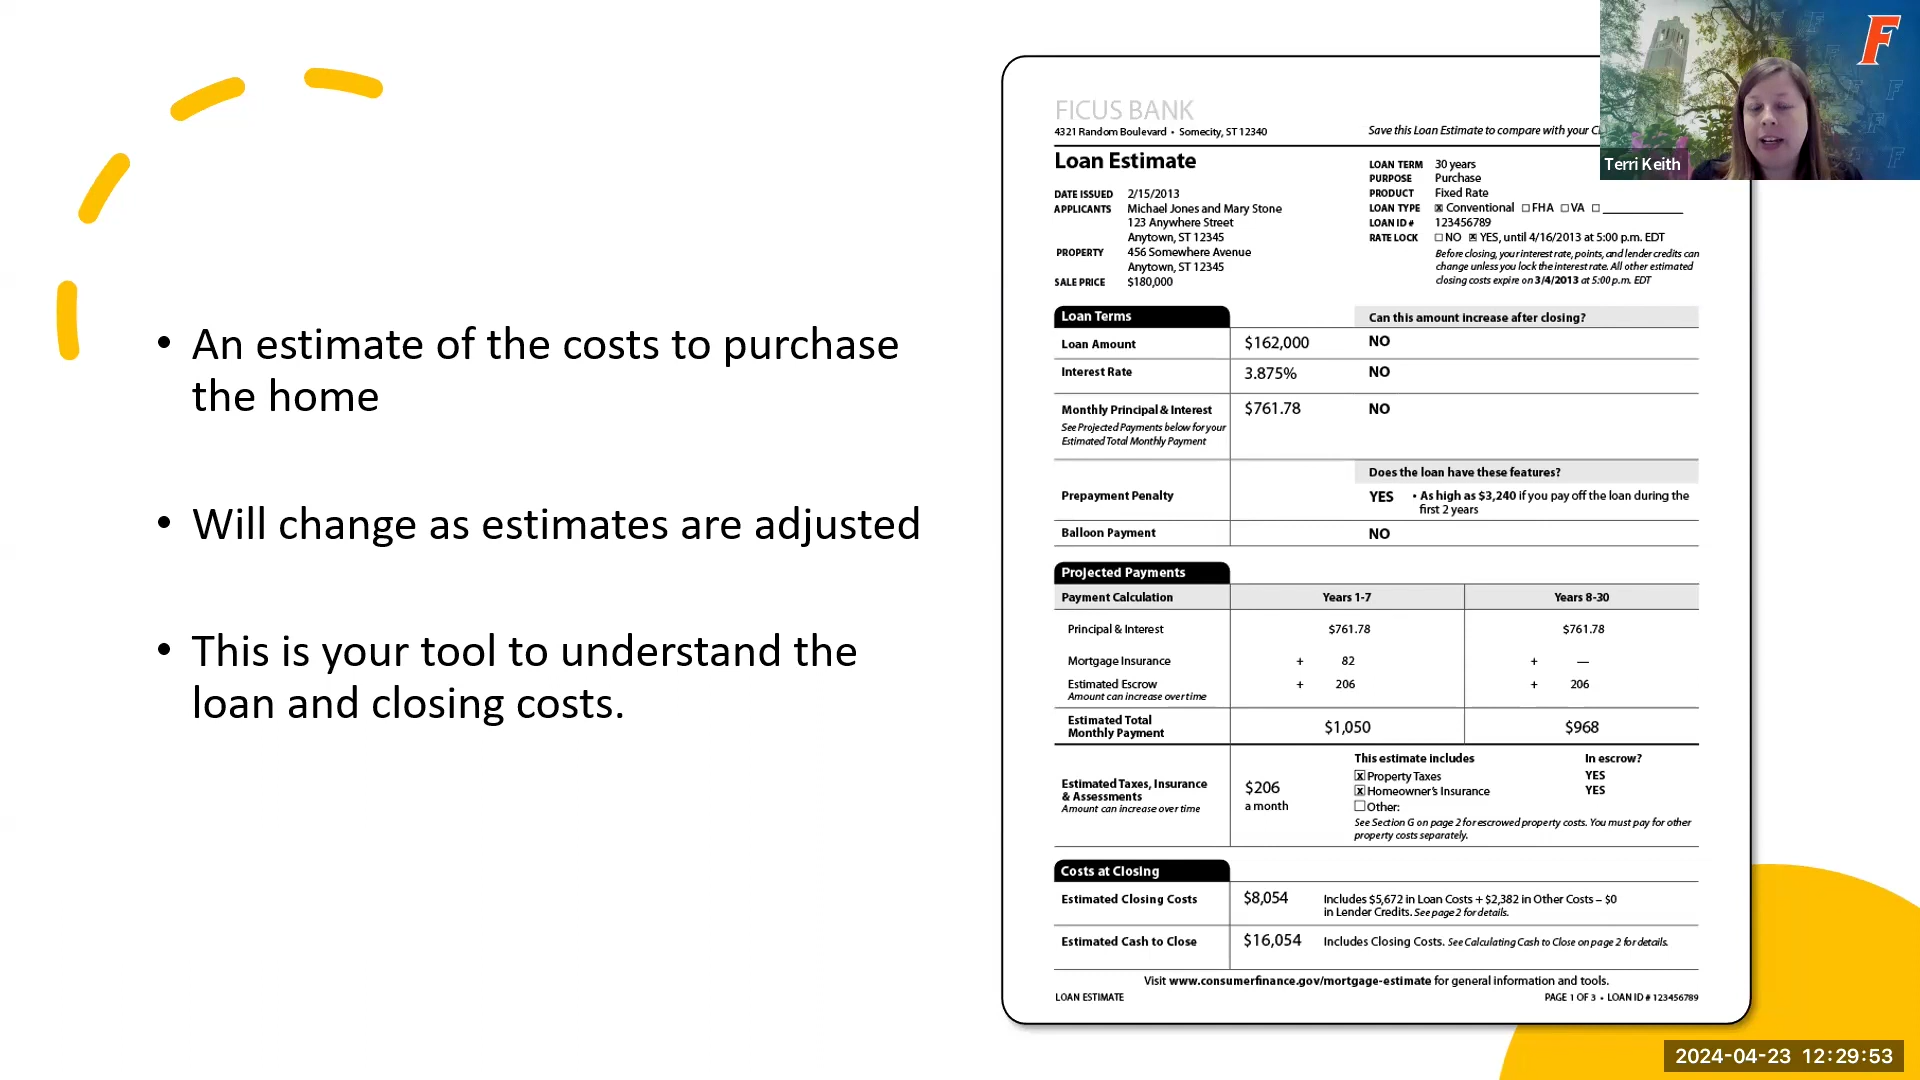 • An estimate of the costs to purchase
the home
• Will change as estimates are adjusted
• This is your tool to understand the
loan and closing costs.
FICUS BANK
4321 Random Boulevard • Somecity, ST 12340
Save this Loan Estimate to compare with your
Loan Estimate
DATE ISSUED 2/15/2013
APPLICANTS Michael Jones and Mary Stone
123 Anywhere Street
Anytown, ST 12345
PROPERTY 456 Somewhere Avenue
Anytown, ST 12345
SALE PRICE $180,000
LOAN TERM 30 years
PURPOSE Purchase
PRODUCT Fixed Rate
LOAN TYPE ☒ Conventional ☐ FHA ☐ VA ☐ ____________
LOAN ID # 123456789
RATE LOCK ☐ NO ☒ YES, until 4/16/2013 at 5:00 p.m. EDT
Before closing, your interest rate, points, and lender credits can
change unless you lock the interest rate. All other estimated
closing costs expire on 3/4/2013 at 5:00 p.m. EDT
Loan Terms Can this amount increase after closing?
Loan Amount $162,000 NO
Interest Rate 3.875% NO
Monthly Principal & Interest $761.78 NO
See Projected Payments below for your
Estimated Total Monthly Payment
Does the loan have these features?
Prepayment Penalty YES • As high as $3,240 if you pay off the loan during the
first 2 years
Balloon Payment NO
Projected Payments
Payment Calculation Years 1-7 Years 8-30
Principal & Interest $761.78 $761.78
Mortgage Insurance + 82 + —
Estimated Escrow + 206 + 206
Amount can increase over time
Estimated Total
Monthly Payment $1,050 $968
Estimated Taxes, Insurance
& Assessments
Amount can increase over time
$206
a month
This estimate includes In escrow?
☒ Property Taxes YES
☒ Homeowner's Insurance YES
☐ Other:
See Section G on page 2 for escrowed property costs. You must pay for other
property costs separately.
Costs at Closing
Estimated Closing Costs $8,054 Includes $5,672 in Loan Costs + $2,382 in Other Costs – $0
in Lender Credits. See page 2 for details.
Estimated Cash to Close $16,054 Includes Closing Costs. See Calculating Cash to Close on page 2 for details.
Visit www.consumerfinance.gov/mortgage-estimate for general information and tools.
LOAN ESTIMATE PAGE 1 OF 3 • LOAN ID # 123456789
F
Terri Keith
2024-04-23 12:29:53